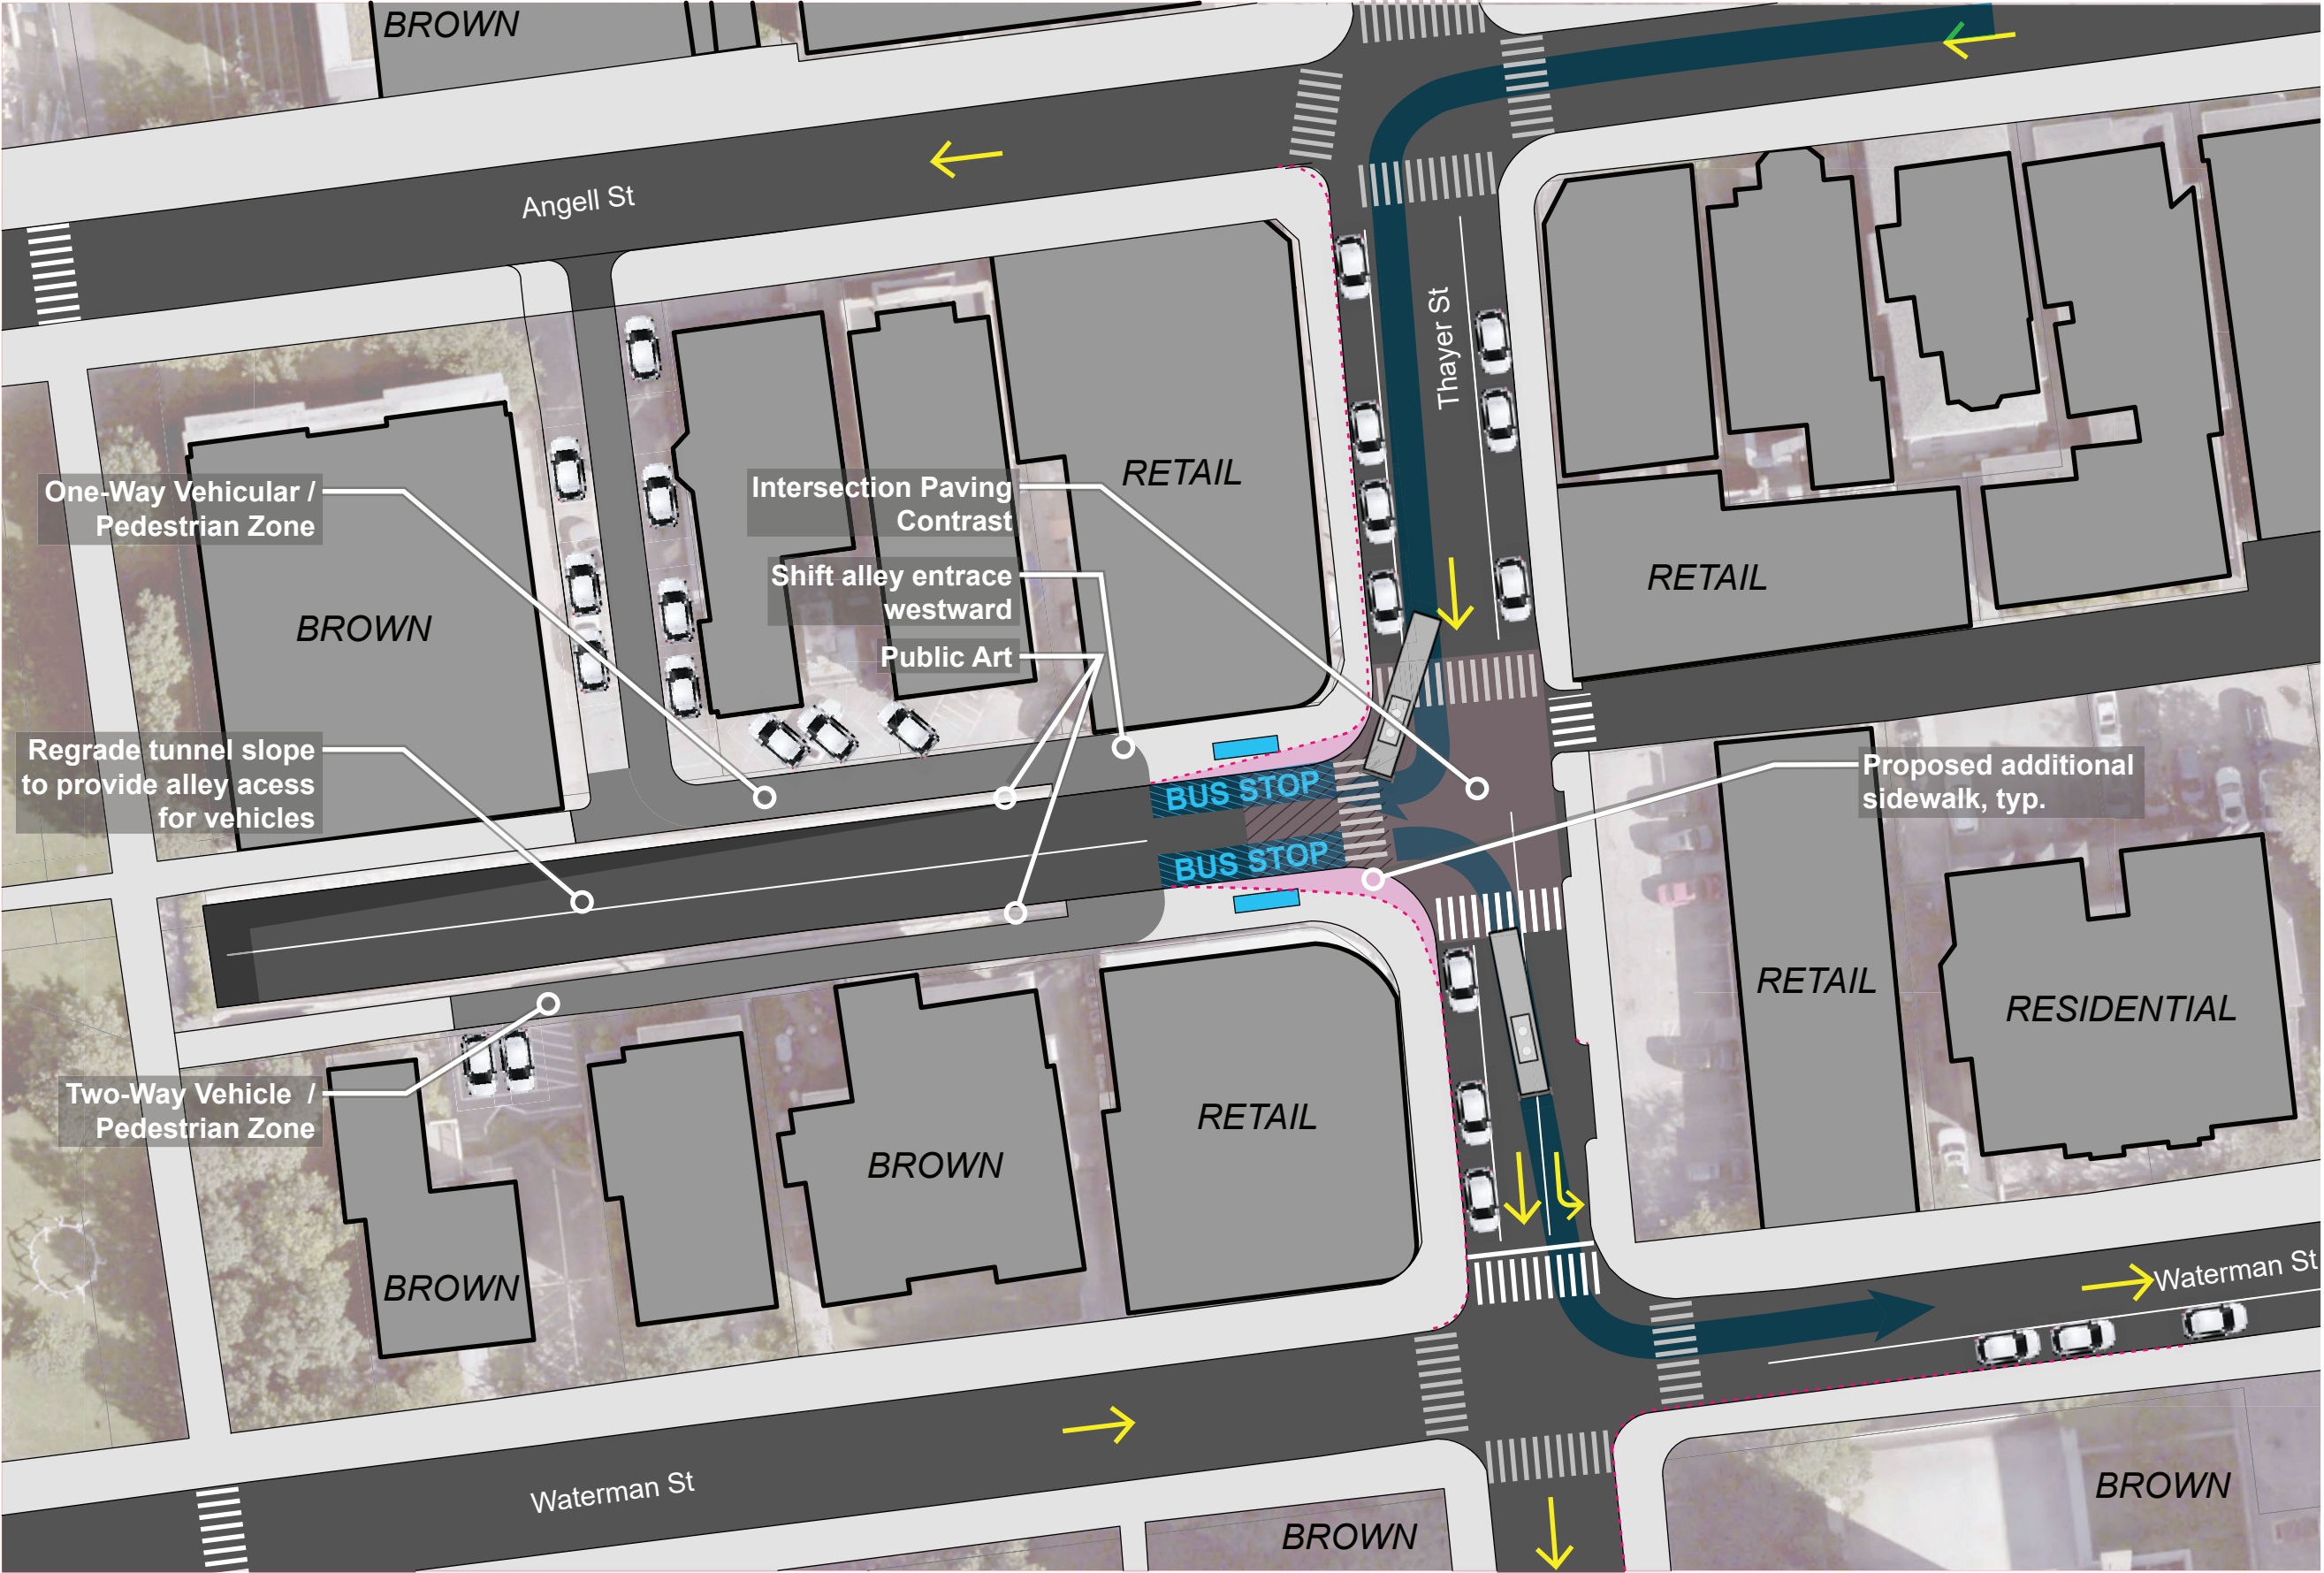 BROWN
Angell St
Thayer St
One-Way Vehicular /
Pedestrian Zone
Intersection Paving
Contrast
RETAIL
Shift alley entrace
westward
RETAIL
BROWN
Public Art
Regrade tunnel slope
to provide alley acess
for vehicles
BUS STOP
BUS STOP
Proposed additional
sidewalk, typ.
RETAIL
RESIDENTIAL
Two-Way Vehicle /
Pedestrian Zone
RETAIL
BROWN
BROWN
Waterman St
Waterman St
BROWN
BROWN